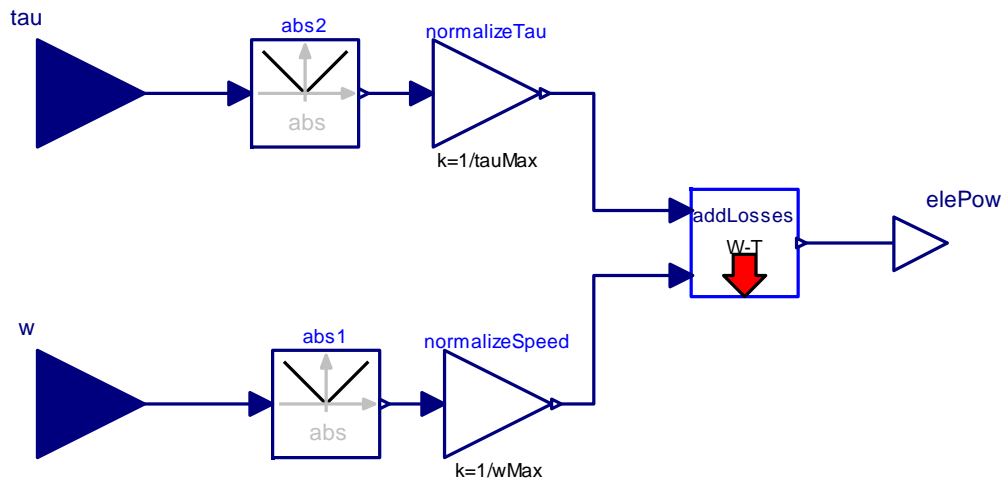 tau
abs2
normalizeTau
abs
k=1/tauMax
addLosses
elePow
W-T
w
abs1
normalizeSpeed
abs
k=1/wMax